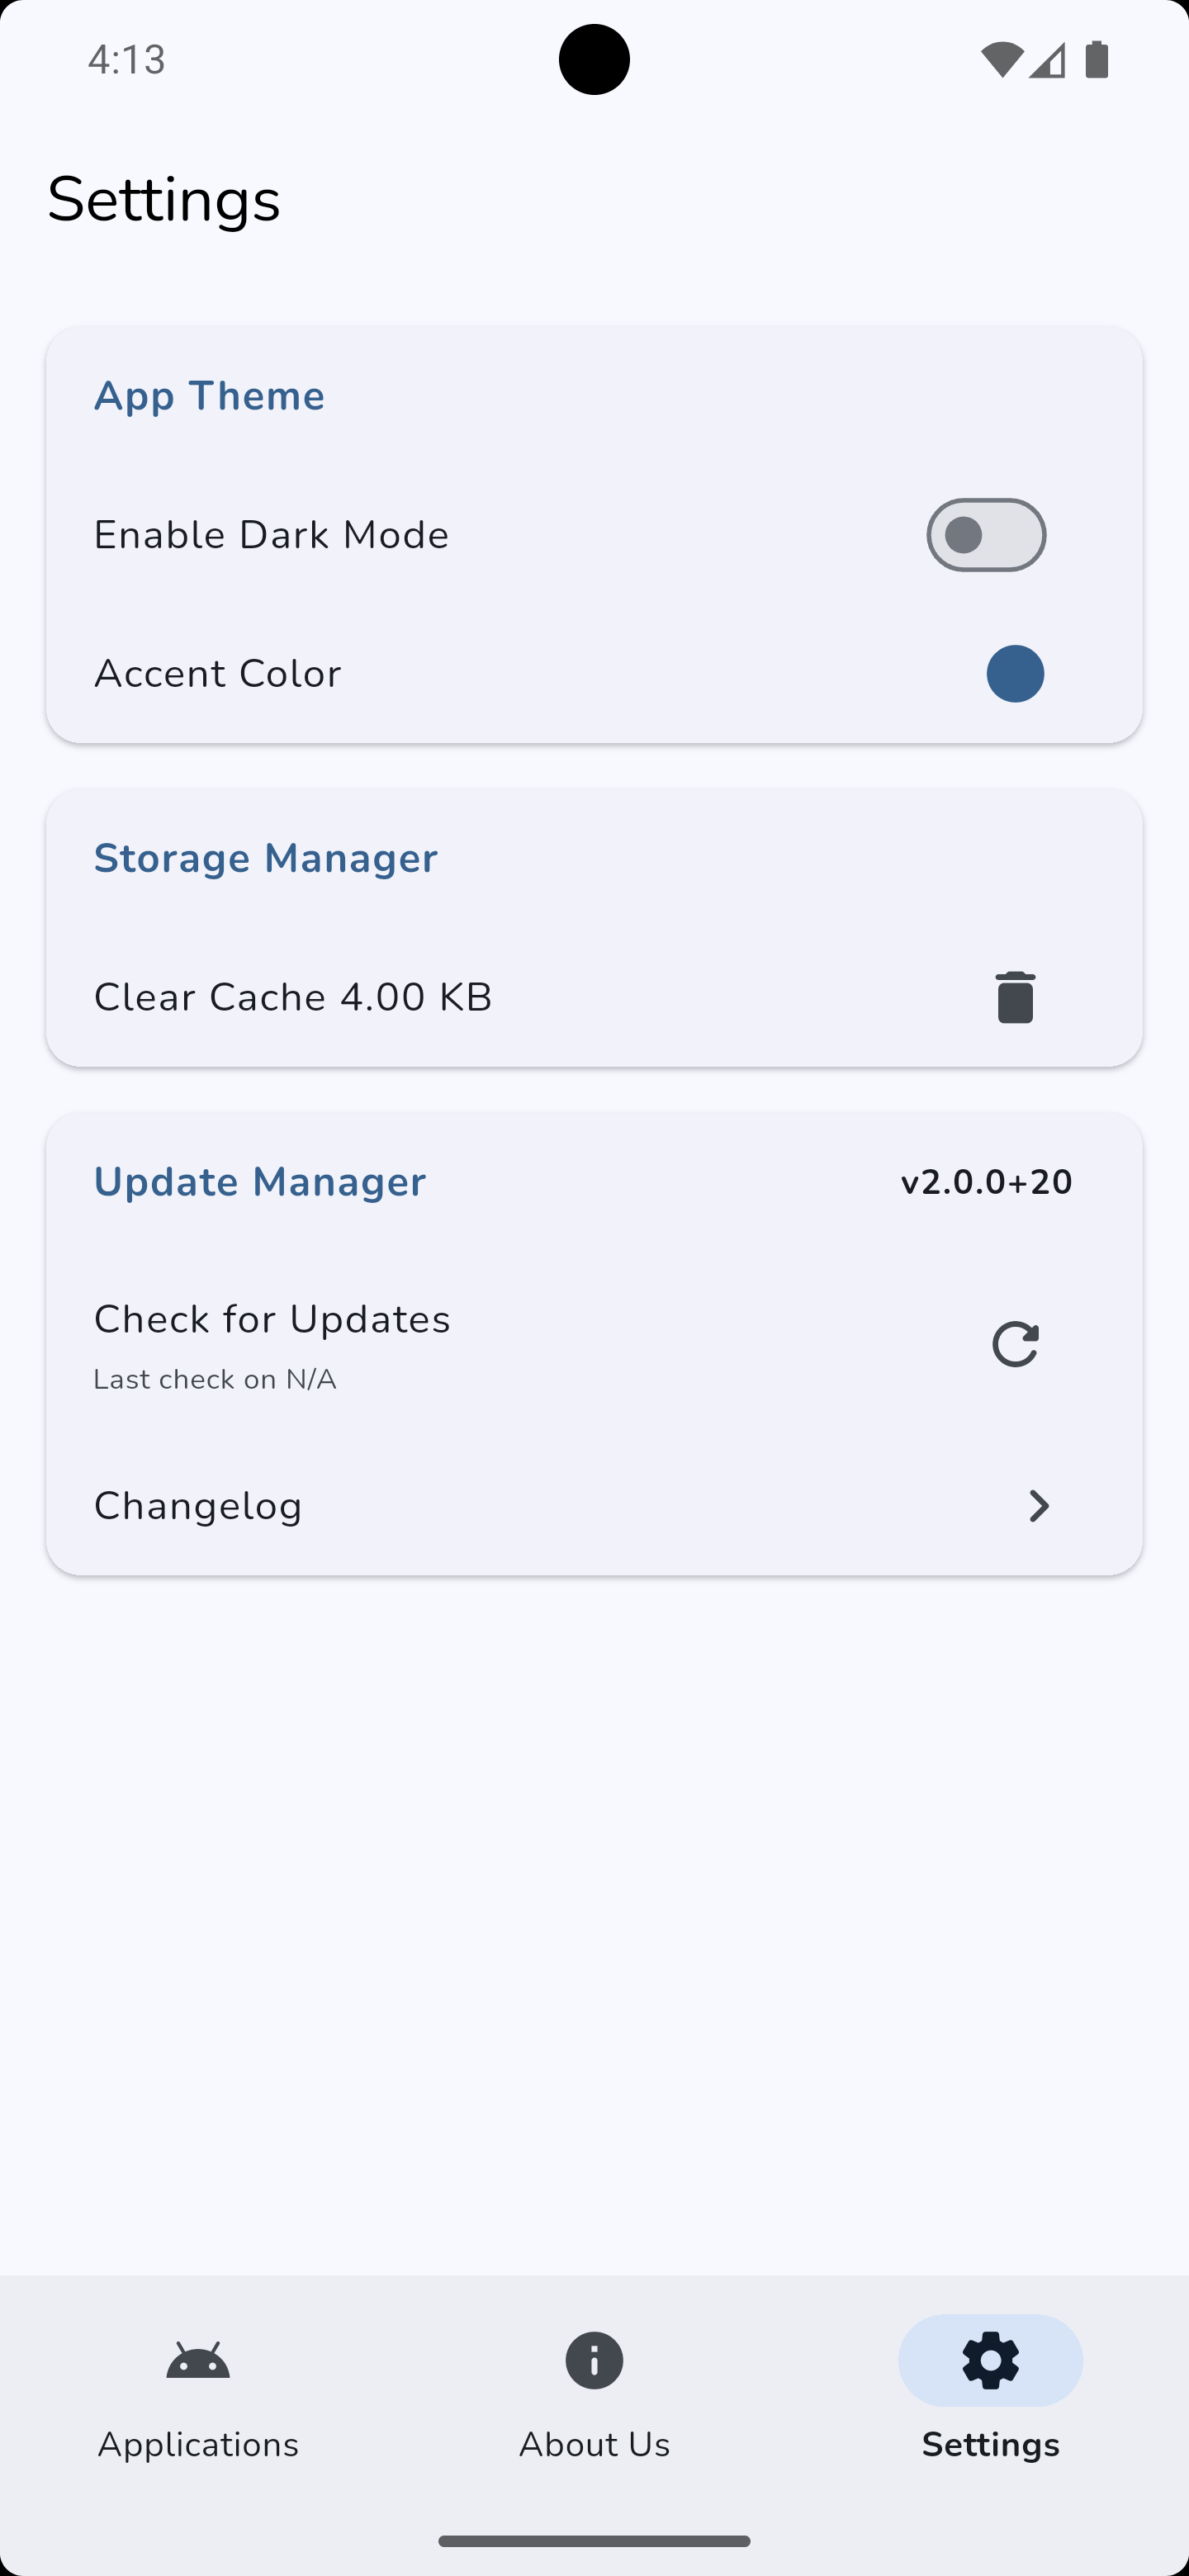 4:13
Settings
App Theme
Enable Dark Mode
Accent Color
Storage Manager
Clear Cache 4.00 KB
Update Manager
v2.0.0+20
Check for Updates
Last check on N/A
Changelog
Applications
About Us
Settings